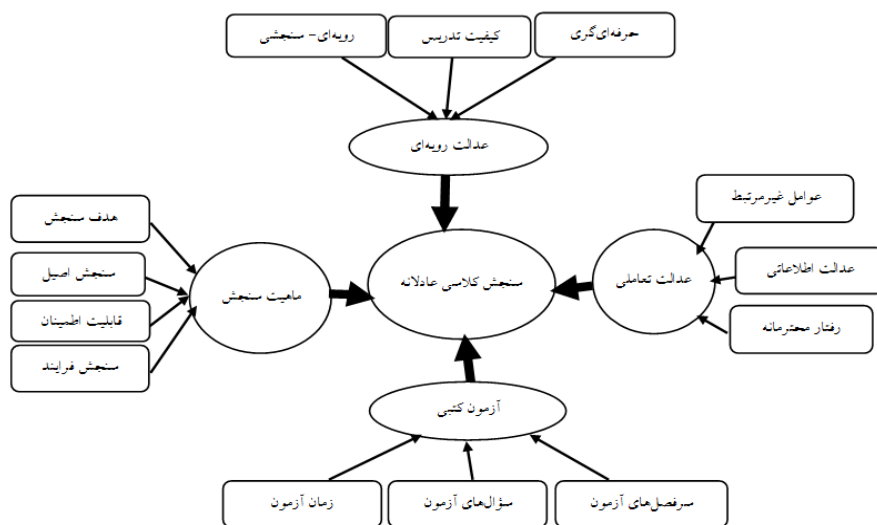 حرفه‌ای‌گری
کیفیت تدریس
رویه‌ای- سنجشی
عدالت رویه‌ای
عوامل غیرمرتبط
عدالت اطلاعاتی
رفتار محترمانه
عدالت تعاملی
سنجش کلاسی عادلانه
ماهیت سنجش
هدف سنجش
سنجش اصیل
قابلیت اطمینان
سنجش فرایند
آزمون کتبی
سرفصل‌های آزمون
سؤال‌های آزمون
زمان آزمون